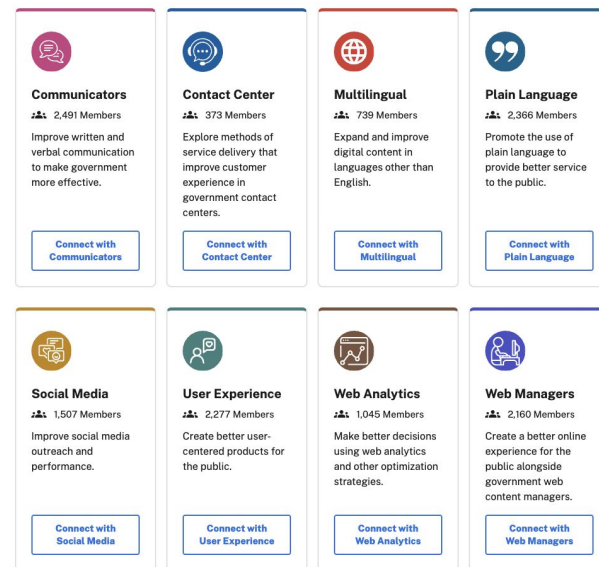 Communicators
2,491 Members
Improve written and
verbal communication
to make government
more effective.
Connect with
Communicators
Contact Center
373 Members
Explore methods of
service delivery that
improve customer
experience in
government contact
centers.
Connect with
Contact Center
Multilingual
739 Members
Expand and improve
digital content in
languages other than
English.
Connect with
Multilingual
Plain Language
2,366 Members
Promote the use of
plain language to
provide better service
to the public.
Connect with
Plain Language
Social Media
1,507 Members
Improve social media
outreach and
performance.
Connect with
Social Media
User Experience
2,277 Members
Create better user-
centered products for
the public.
Connect with
User Experience
Web Analytics
1,045 Members
Make better decisions
using web analytics
and other optimization
strategies.
Connect with
Web Analytics
Web Managers
2,160 Members
Create a better online
experience for the
public alongside
government web
content managers.
Connect with
Web Managers